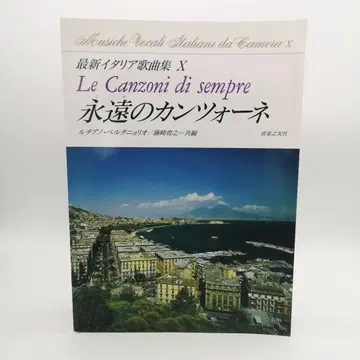 Musiche Vocali Italiane da Camera X
最新イタリア歌曲集 X
Le Canzoni di sempre
永遠のカンツォーネ
ルチアノ・ベルタニョリオ/藤崎育之一共編
音楽之友社